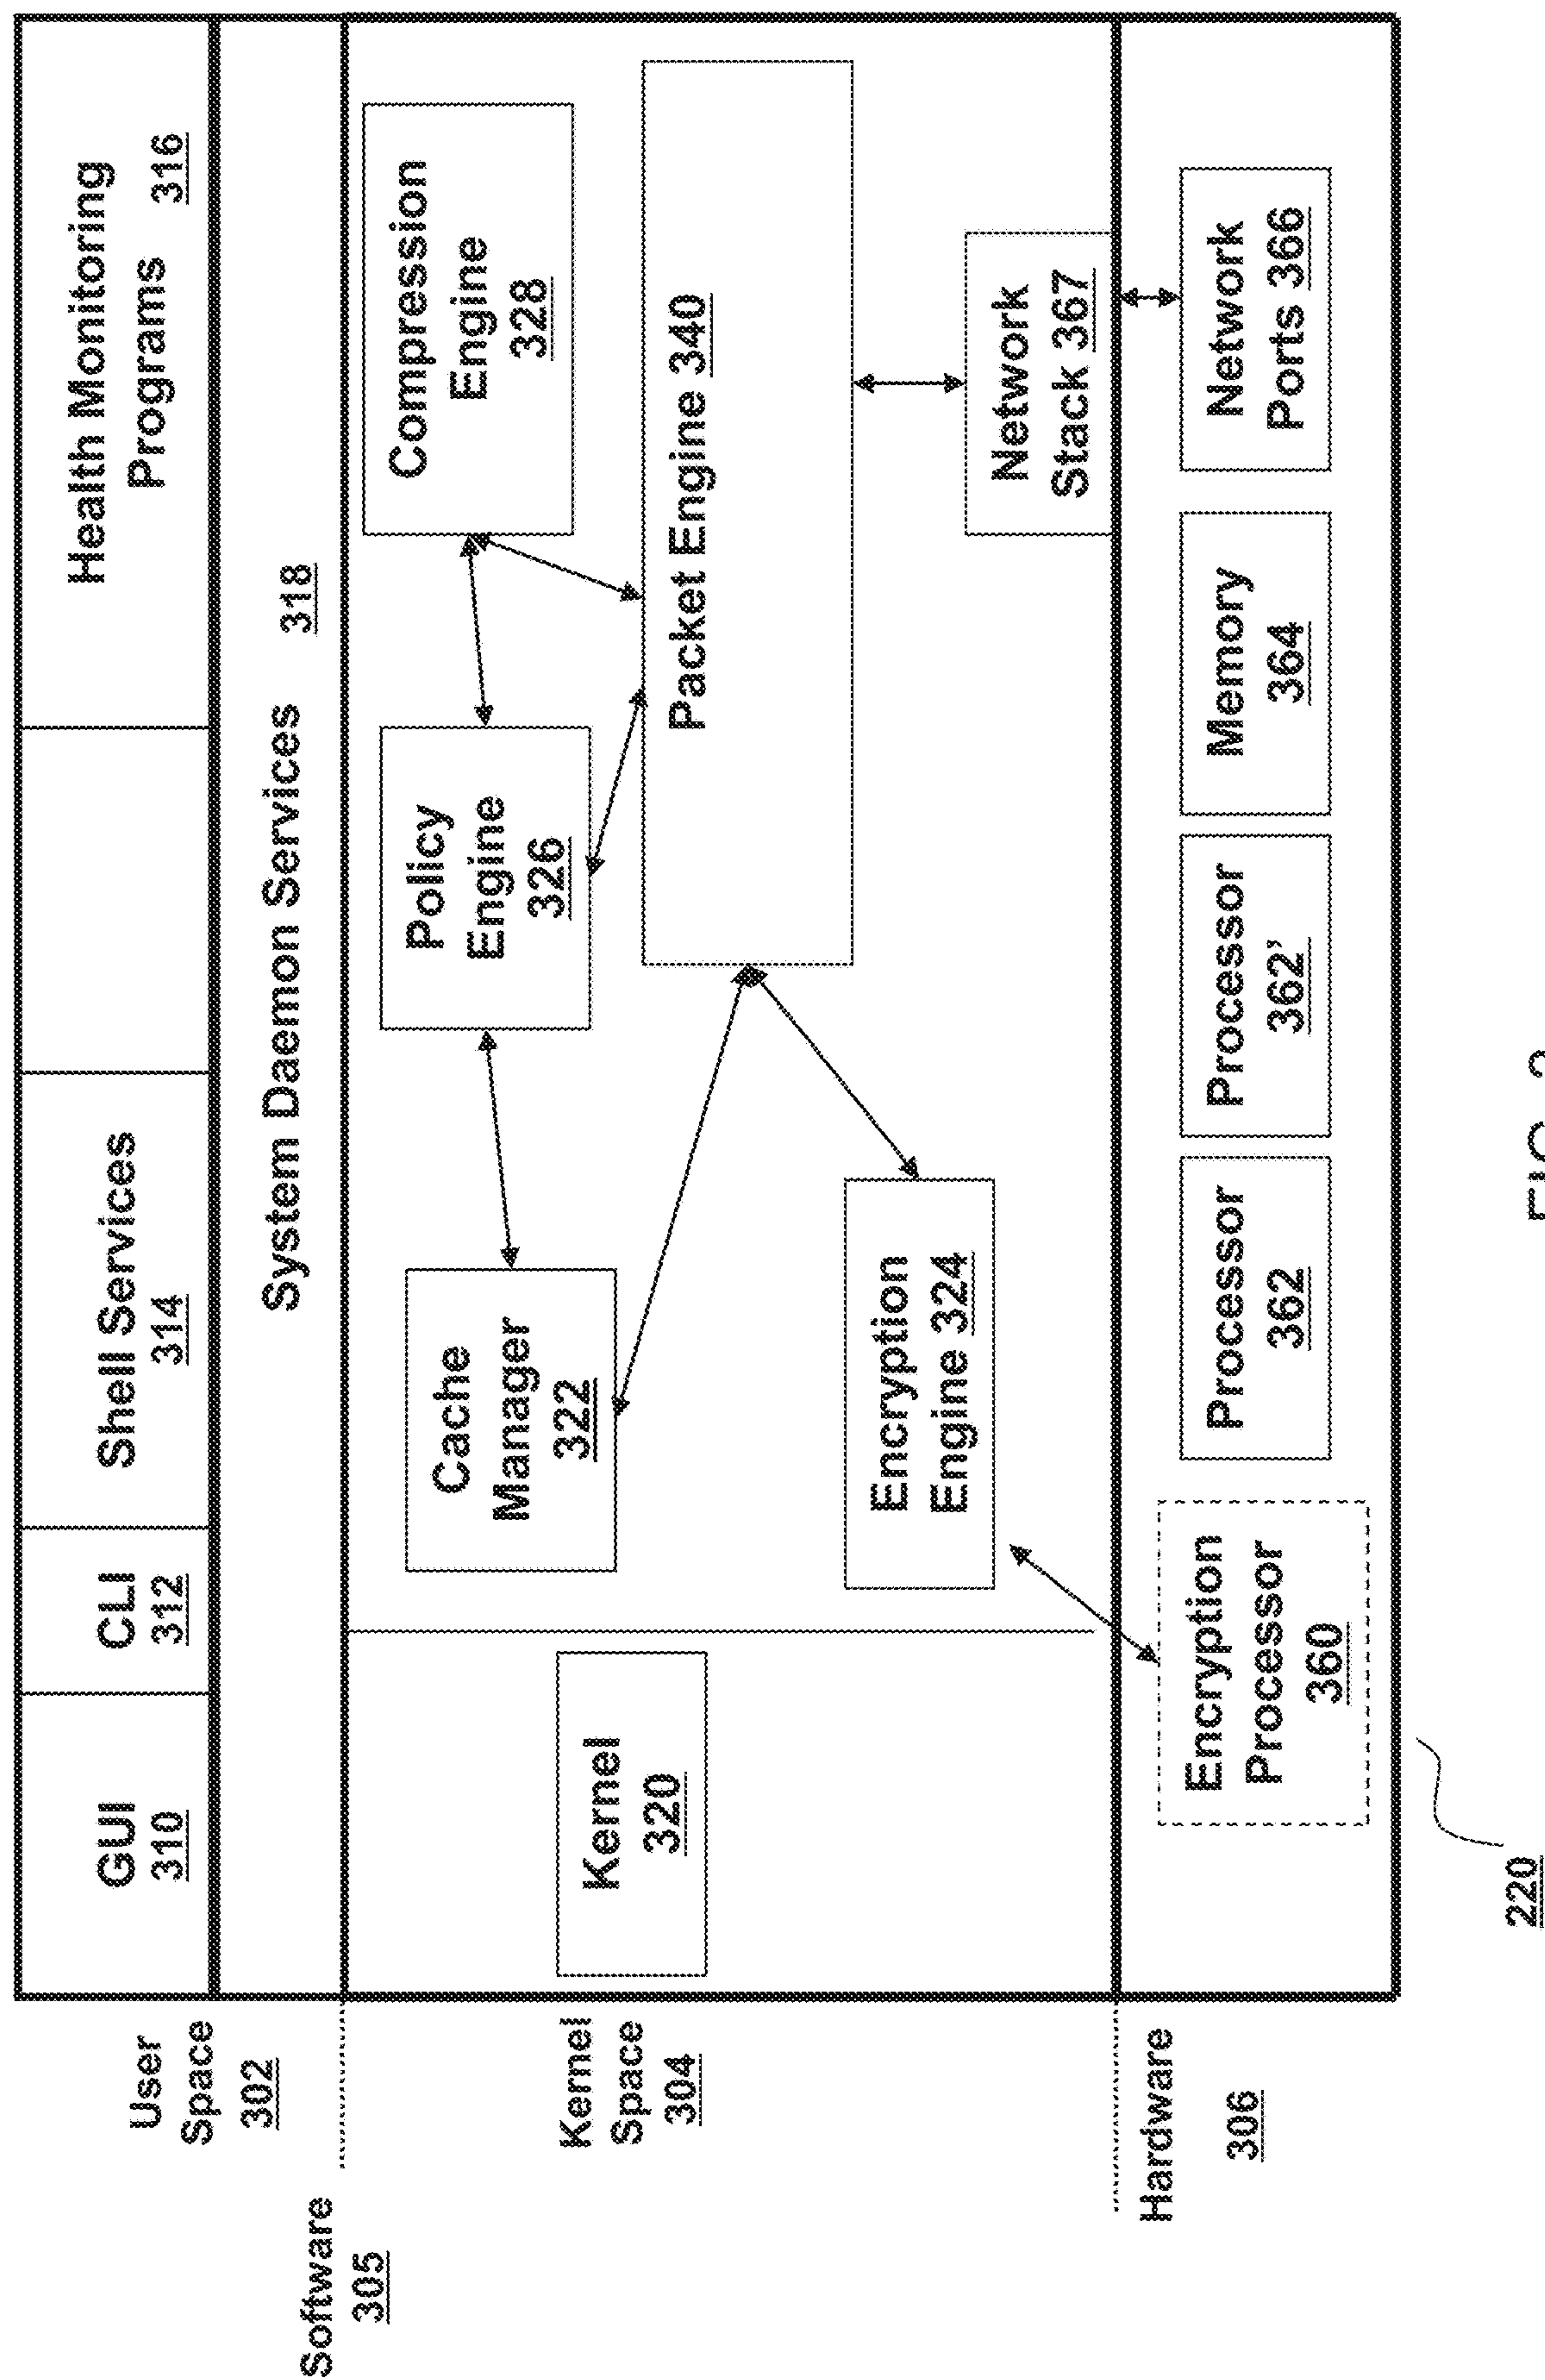 GUI
310
CLI
312
Shell Services
314
Health Monitoring
Programs 316
System Daemon Services 318
User
Space
302
Software
305
Kernel
Space
304
Kernel
320
Cache
Manager
322
Policy
Engine
326
Compression
Engine
328
Packet Engine 340
Encryption
Engine 324
Network
Stack 367
Hardware
306
Encryption
Processor
360
Processor
362
Processor
362'
Memory
364
Network
Ports 366
220